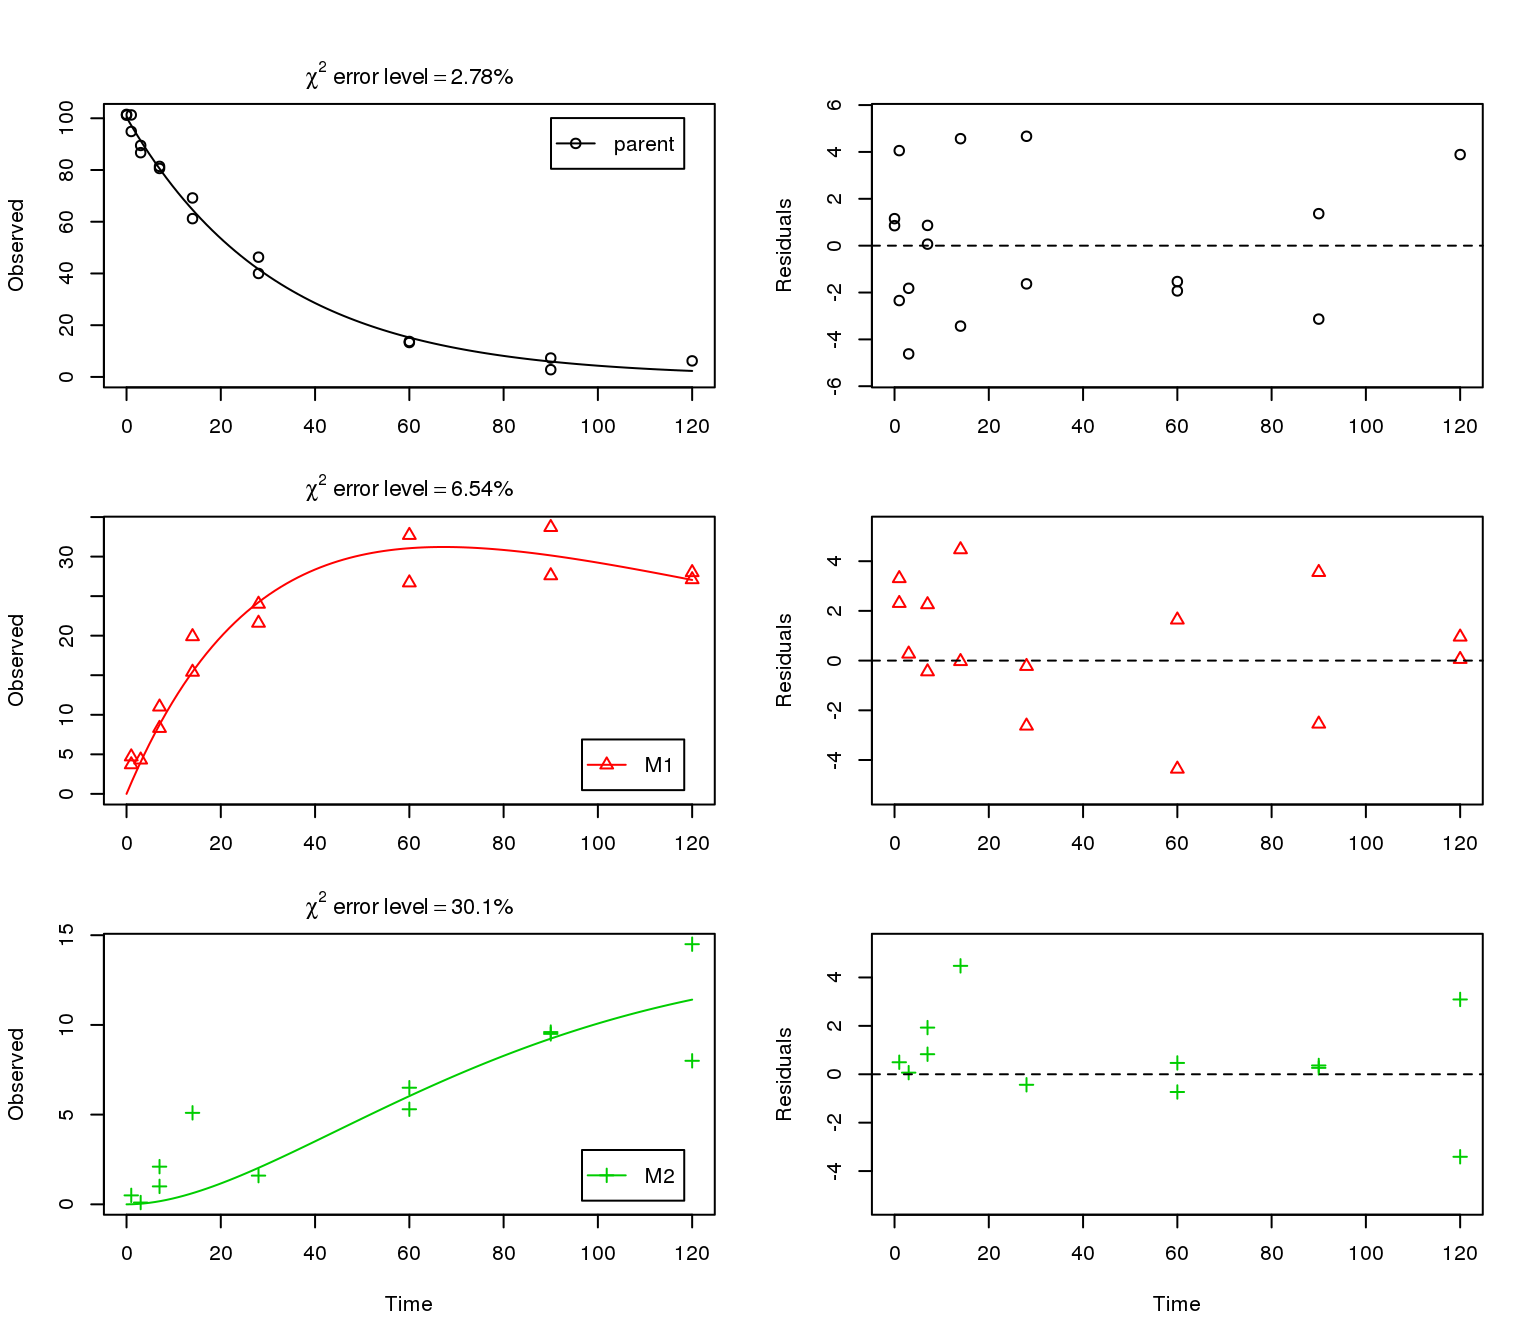 χ2 error level = 2.78%
Observed
0 20 40 60 80 100
parent
0 20 40 60 80 100 120
Residuals
-6 -4 -2 0 2 4 6
0 20 40 60 80 100 120
χ2 error level = 6.54%
Observed
0 5 10 20 30
M1
0 20 40 60 80 100 120
Residuals
-4 -2 0 2 4
0 20 40 60 80 100 120
χ2 error level = 30.1%
Observed
0 5 10 15
M2
0 20 40 60 80 100 120
Time
Residuals
-4 -2 0 2 4
0 20 40 60 80 100 120
Time